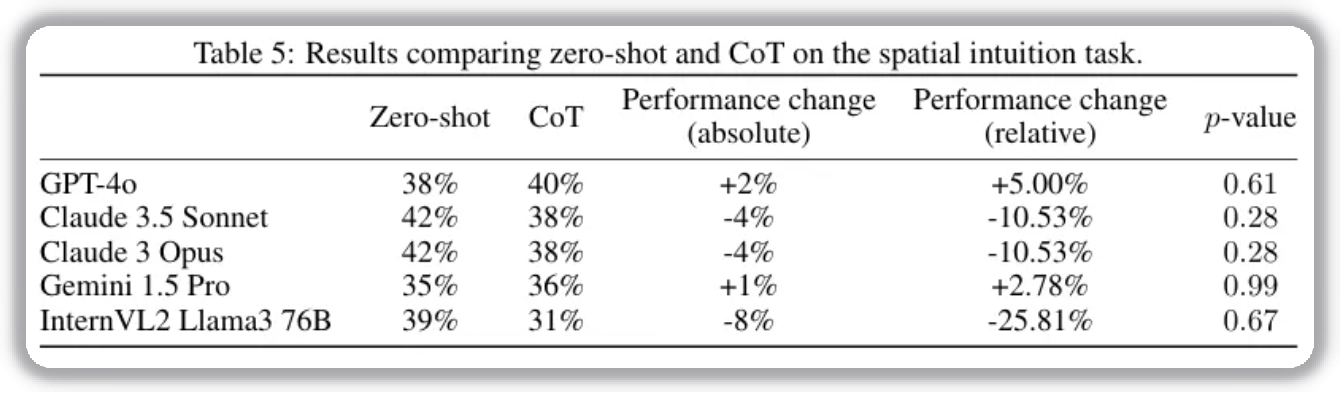 Table 5: Results comparing zero-shot and CoT on the spatial intuition task.
Zero-shot CoT Performance change (absolute) Performance change (relative) p-value
GPT-4o 38% 40% +2% +5.00% 0.61
Claude 3.5 Sonnet 42% 38% -4% -10.53% 0.28
Claude 3 Opus 42% 38% -4% -10.53% 0.28
Gemini 1.5 Pro 35% 36% +1% +2.78% 0.99
InternVL2 Llama3 76B 39% 31% -8% -25.81% 0.67